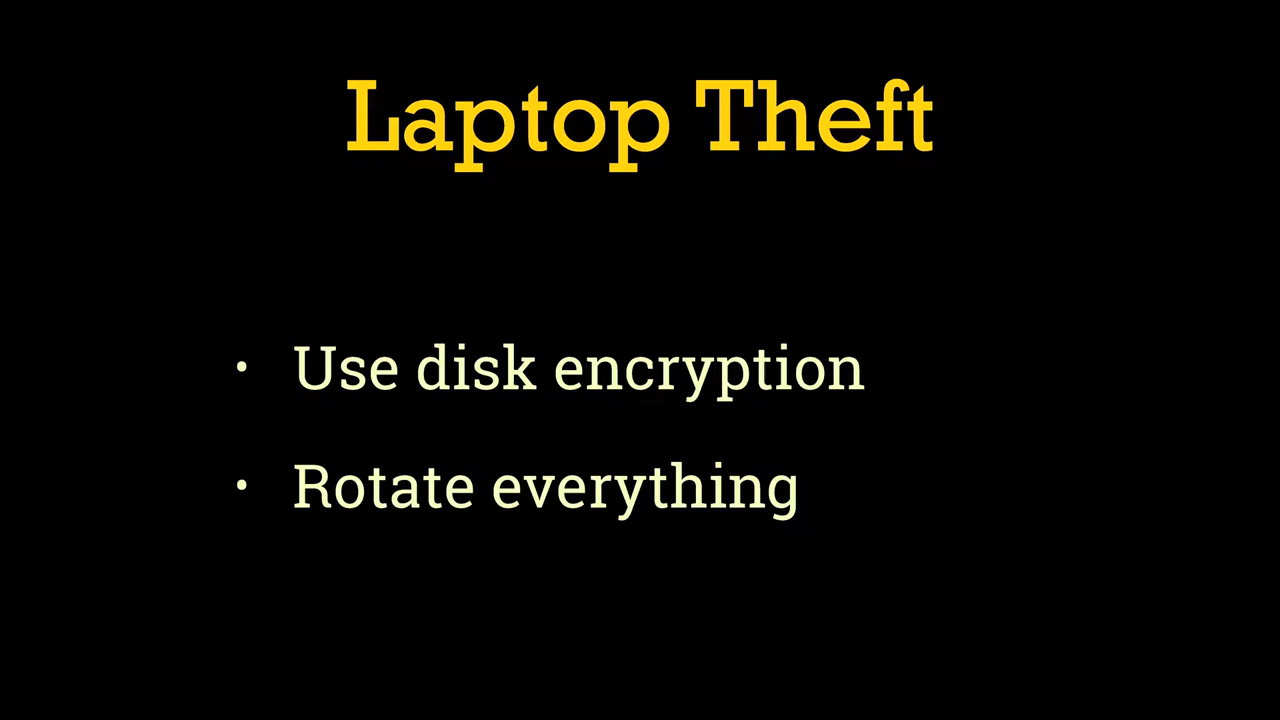 Laptop Theft
· Use disk encryption
· Rotate everything